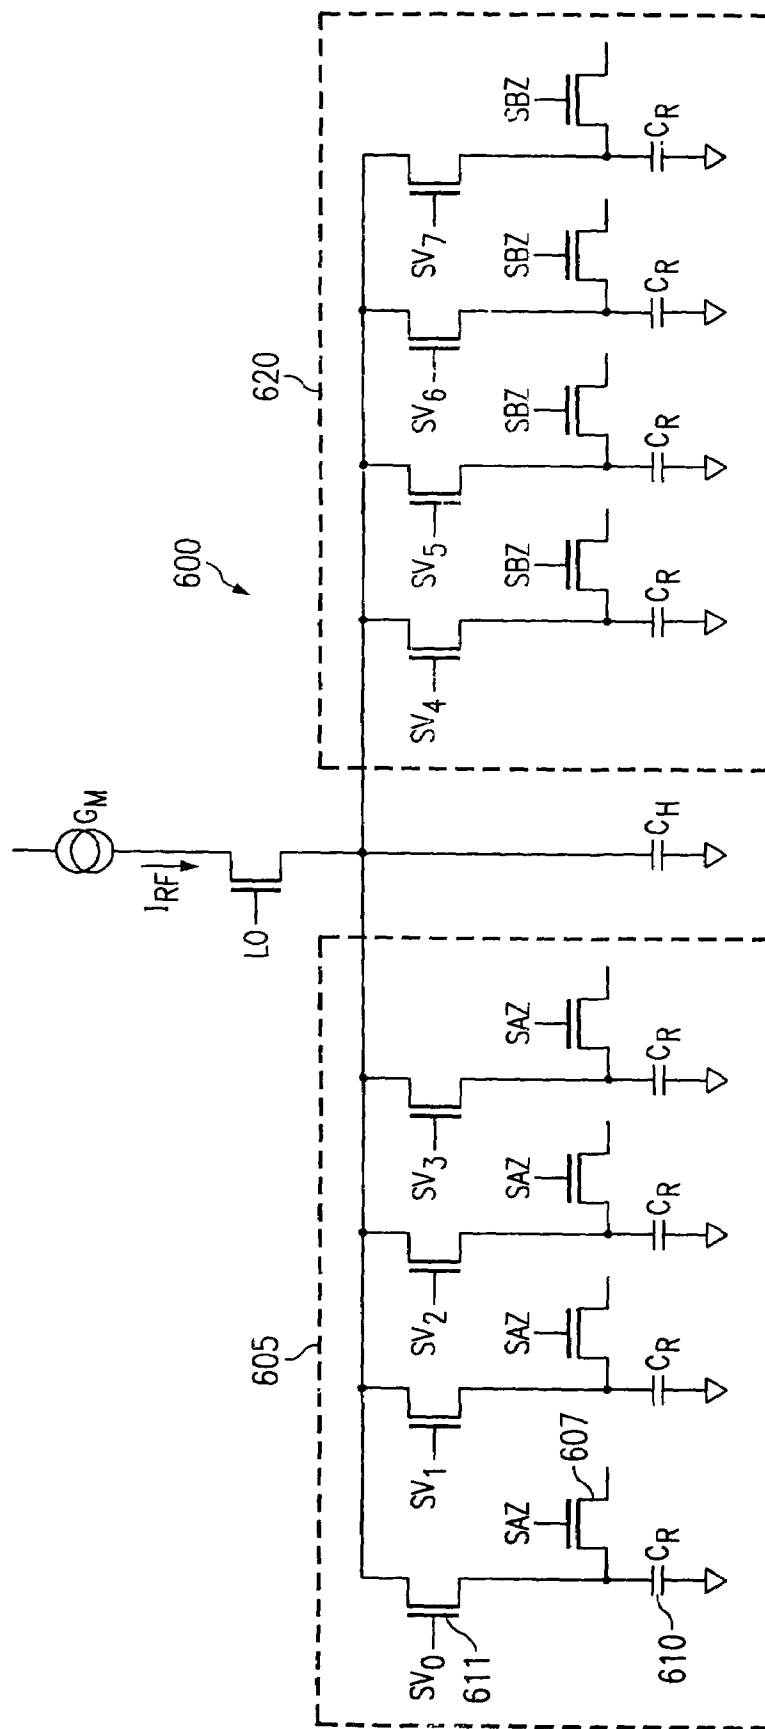 600
G_M
I_RF
LO
605
620
SV_0
611
SV_1
SV_2
SV_3
SV_4
SV_5
SV_6
SV_7
SAZ
607
SAZ
SAZ
SAZ
SBZ
SBZ
SBZ
SBZ
610
C_R
C_R
C_R
C_R
C_H
C_R
C_R
C_R
C_R